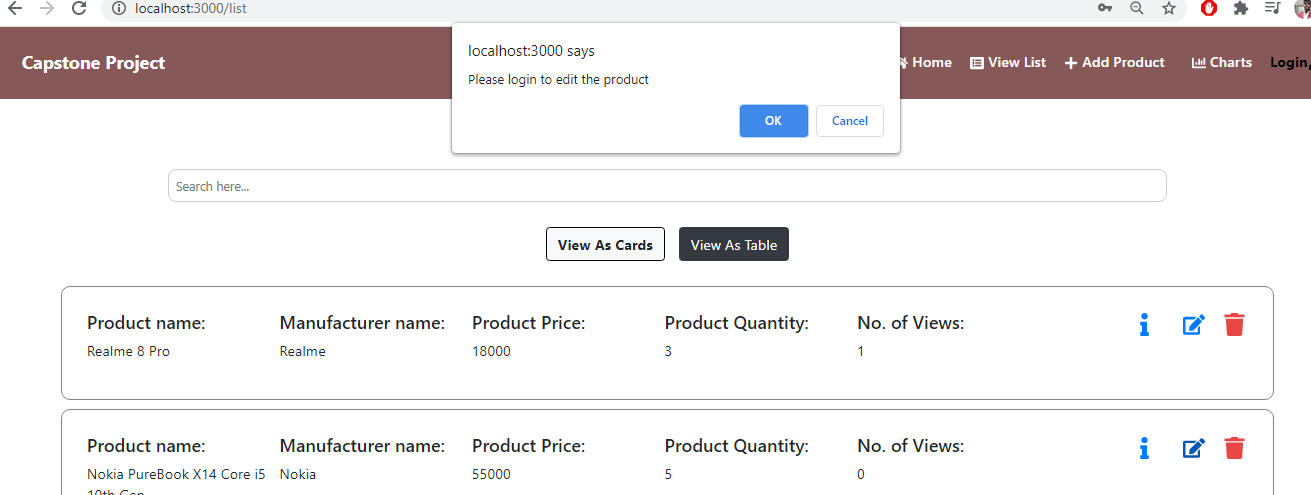 localhost:3000/list
localhost:3000 says
Please login to edit the product
OK Cancel
Capstone Project Home View List Add Product Charts Login
Search here...
View As Cards View As Table
Product name: Manufacturer name: Product Price: Product Quantity: No. of Views:
Realme 8 Pro Realme 18000 3 1
Product name: Manufacturer name: Product Price: Product Quantity: No. of Views:
Nokia PureBook X14 Core i5 Nokia 55000 5 0
10th Gen